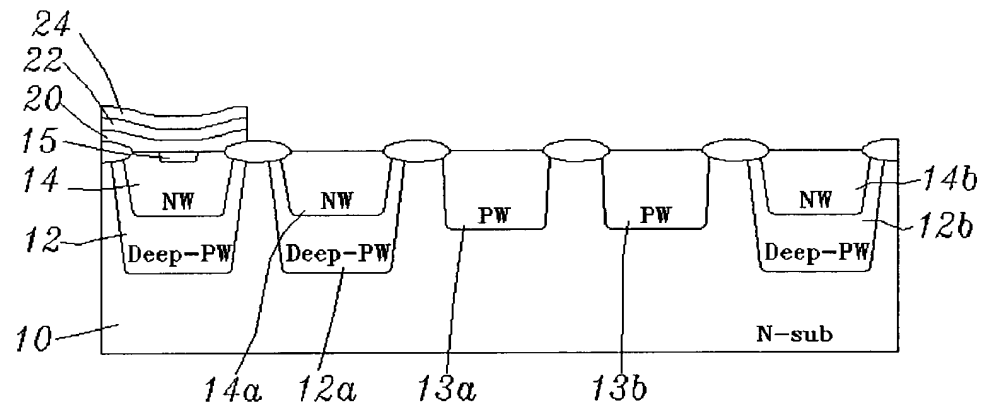 24
22
20
15
14
12
10
NW
Deep-PW
NW
Deep-PW
PW
PW
NW
Deep-PW
14b
12b
N-sub
14a
12a
13a
13b